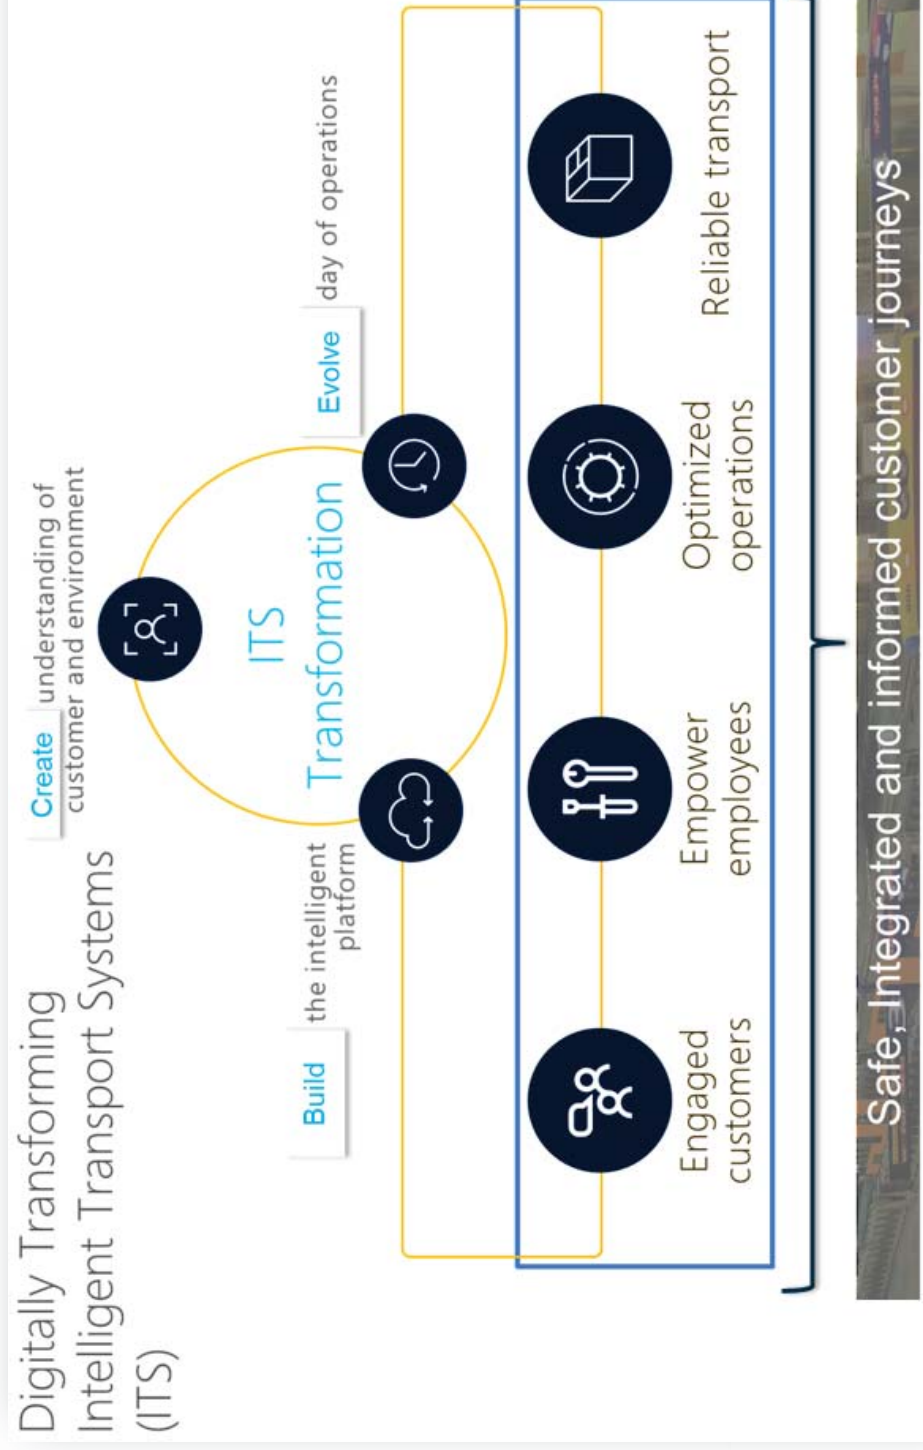 Digitally Transforming
Intelligent Transport Systems
(ITS)
Create understanding of
customer and environment
Build the intelligent
platform
ITS
Transformation
Evolve day of operations
Engaged
customers
Empower
employees
Optimized
operations
Reliable transport
Safe, Integrated and informed customer journeys